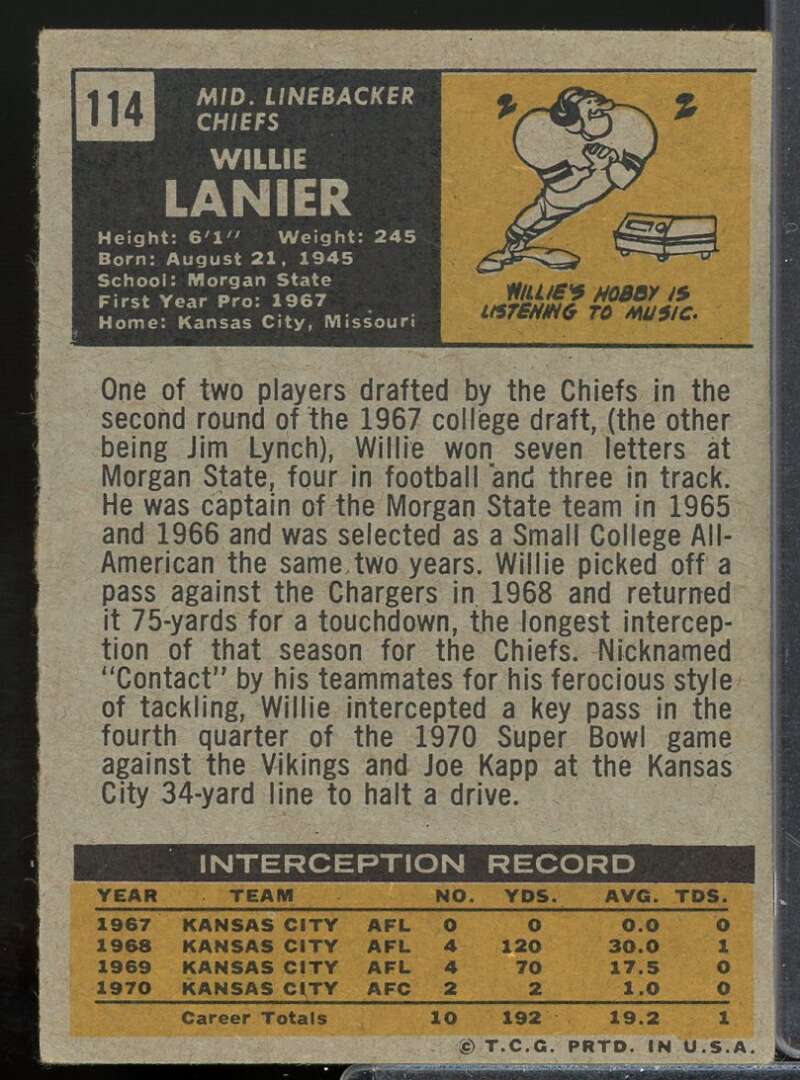 114
MID. LINEBACKER
CHIEFS
WILLIE
LANIER
Height: 6'1" Weight: 245
Born: August 21, 1945
School: Morgan State
First Year Pro: 1967
Home: Kansas City, Missouri
2 2
WILLIE'S HOBBY IS
LISTENING TO MUSIC.
One of two players drafted by the Chiefs in the
second round of the 1967 college draft, (the other
being Jim Lynch), Willie won seven letters at
Morgan State, four in football and three in track.
He was captain of the Morgan State team in 1965
and 1966 and was selected as a Small College All-
American the same two years. Willie picked off a
pass against the Chargers in 1968 and returned
it 75-yards for a touchdown, the longest intercep-
tion of that season for the Chiefs. Nicknamed
"Contact" by his teammates for his ferocious style
of tackling, Willie intercepted a key pass in the
fourth quarter of the 1970 Super Bowl game
against the Vikings and Joe Kapp at the Kansas
City 34-yard line to halt a drive.
INTERCEPTION RECORD
YEAR TEAM NO. YDS. AVG. TDS.
1967 KANSAS CITY AFL 0 0 0.0 0
1968 KANSAS CITY AFL 4 120 30.0 1
1969 KANSAS CITY AFL 4 70 17.5 0
1970 KANSAS CITY AFC 2 2 1.0 0
Career Totals 10 192 19.2 1
© T.C.G. PRTD. IN U.S.A.